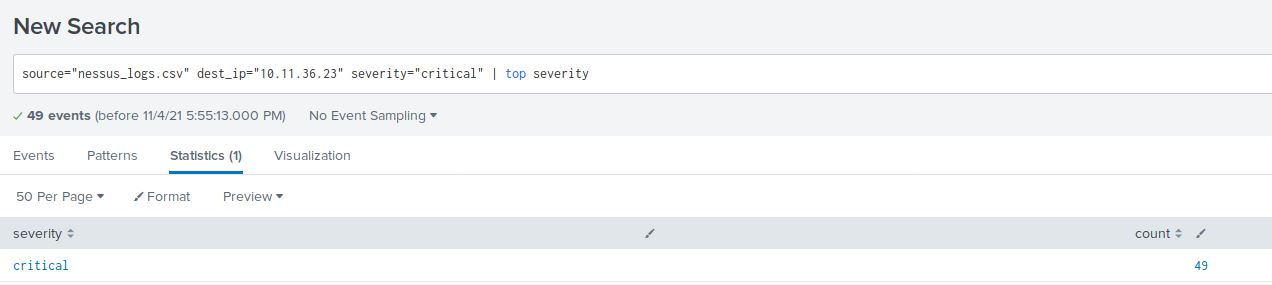 New Search
source="nessus_logs.csv" dest_ip="10.11.36.23" severity="critical" | top severity
49 events (before 11/4/21 5:55:13.000 PM) No Event Sampling
Events Patterns Statistics (1) Visualization
50 Per Page Format Preview
severity count
critical 49